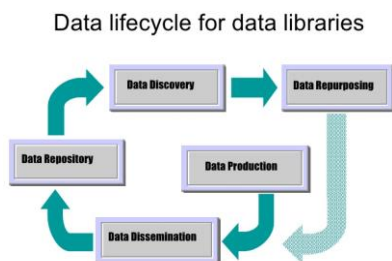 Data lifecycle for data libraries
Data Discovery
Data Repurposing
Data Repository
Data Production
Data Dissemination